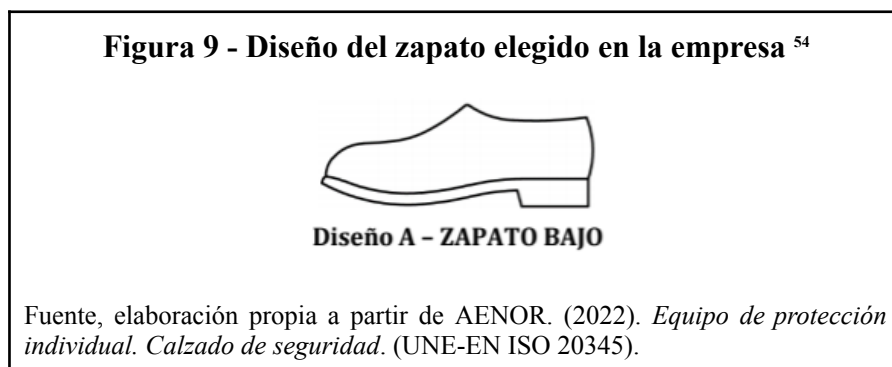 Figura 9 - Diseño del zapato elegido en la empresa 54
Diseño A – ZAPATO BAJO
Fuente, elaboración propia a partir de AENOR. (2022). Equipo de protección
individual. Calzado de seguridad. (UNE-EN ISO 20345).